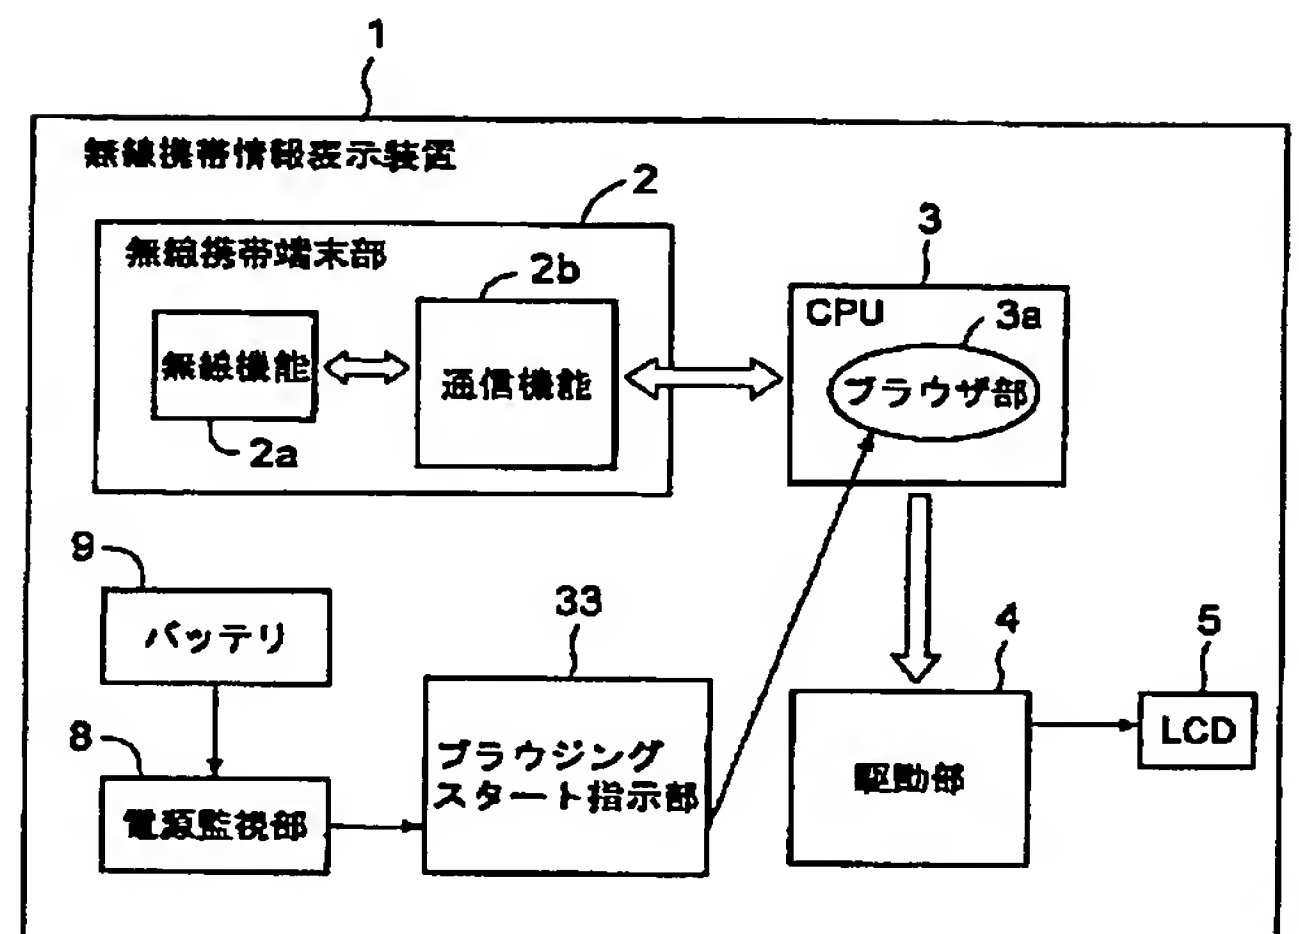 1
無線携帯情報表示装置
2
無線携帯端末部
2b
3
CPU
3a
無線機能
通信機能
ブラウザ部
2a
9
バッテリ
33
4
5
8
ブラウジング
スタート指示部
LCD
駆動部
電源監視部